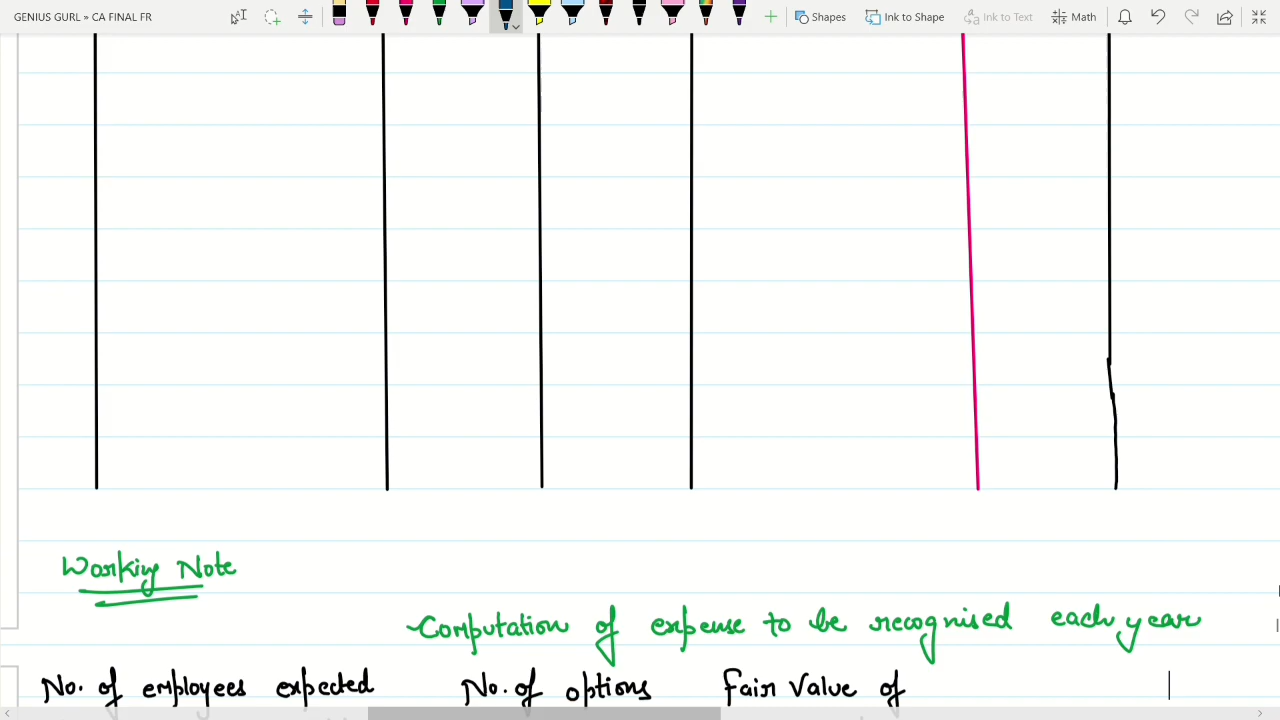 GENIUS GURL » CA FINAL FR
Shapes
Ink to Shape
Ink to Text
Math
Working Note
Computation of expense to be recognised each year
No. of employees expected No. of options Fair Value of